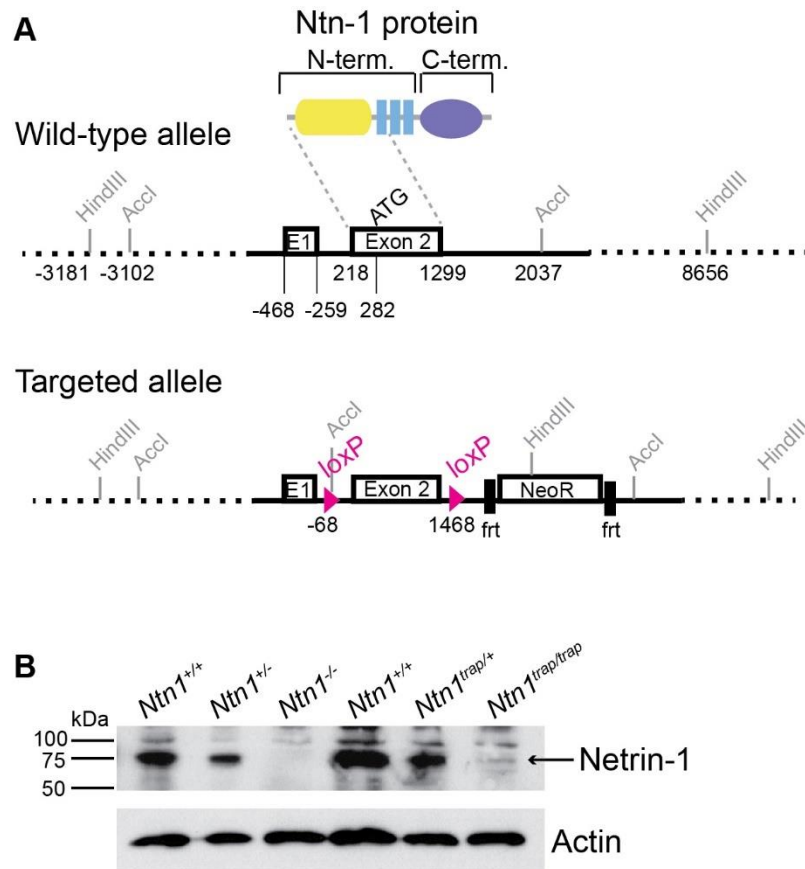 A
Ntn-1 protein
N-term. C-term.
Wild-type allele
HindIII AccI ATG AccI HindIII
E1 Exon 2
-3181 -3102 218 1299 2037 8656
-468 -259 282
Targeted allele
HindIII AccI AccI loxP loxP HindIII AccI HindIII
E1 Exon 2 NeoR
-68 1468 frt frt
B
Ntn1+/+ Ntn1+/- Ntn1-/- Ntn1+/+ Ntn1trap/+ Ntn1trap/trap
kDa
100
75 Netrin-1
50
Actin